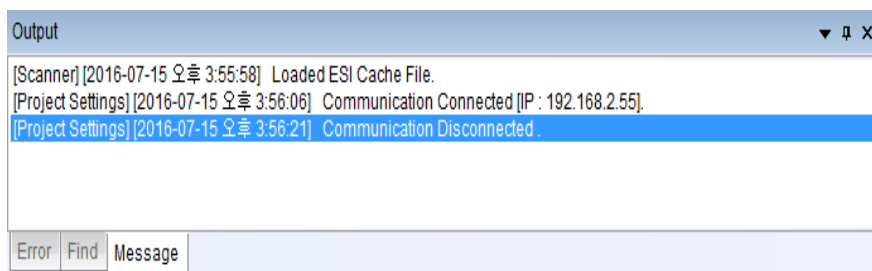 Output
[Scanner] [2016-07-15 오후 3:55:58] Loaded ESI Cache File.
[Project Settings] [2016-07-15 오후 3:56:06] Communication Connected [IP : 192.168.2.55].
[Project Settings] [2016-07-15 오후 3:56:21] Communication Disconnected .
Error Find Message